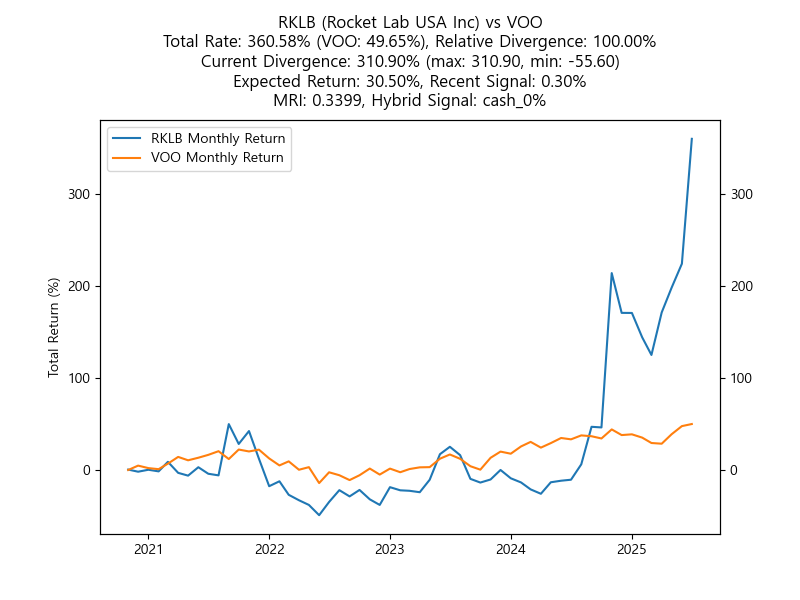 RKLB (Rocket Lab USA Inc) vs VOO
Total Rate: 360.58% (VOO: 49.65%), Relative Divergence: 100.00%
Current Divergence: 310.90% (max: 310.90, min: -55.60)
Expected Return: 30.50%, Recent Signal: 0.30%
MRI: 0.3399, Hybrid Signal: cash_0%
RKLB Monthly Return
VOO Monthly Return
Total Return (%)
300
200
100
0
300
200
100
0
2021 2022 2023 2024 2025